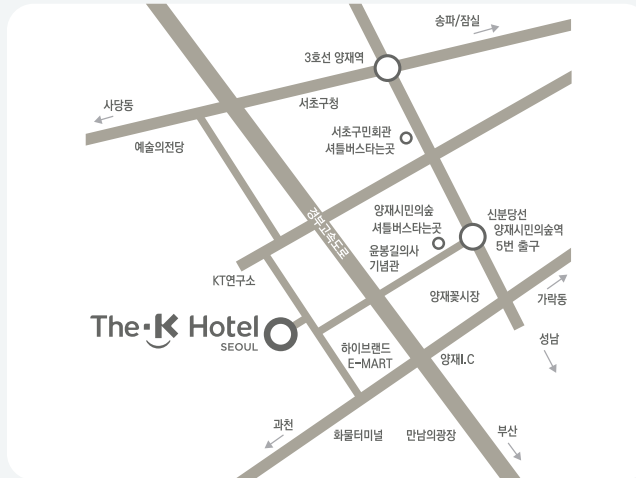 송파/잠실
3호선 양재역
사당동
서초구청
예술의전당
서초구민회관
셔틀버스타는곳
경부고속도로
양재시민의숲
셔틀버스타는곳
윤봉길의사
기념관
신분당선
양재시민의숲역
5번 출구
KT연구소
양재꽃시장
가락동
The·K Hotel
SEOUL
하이브랜드
E-MART
양재I.C
성남
과천
화물터미널
만남의광장
부산